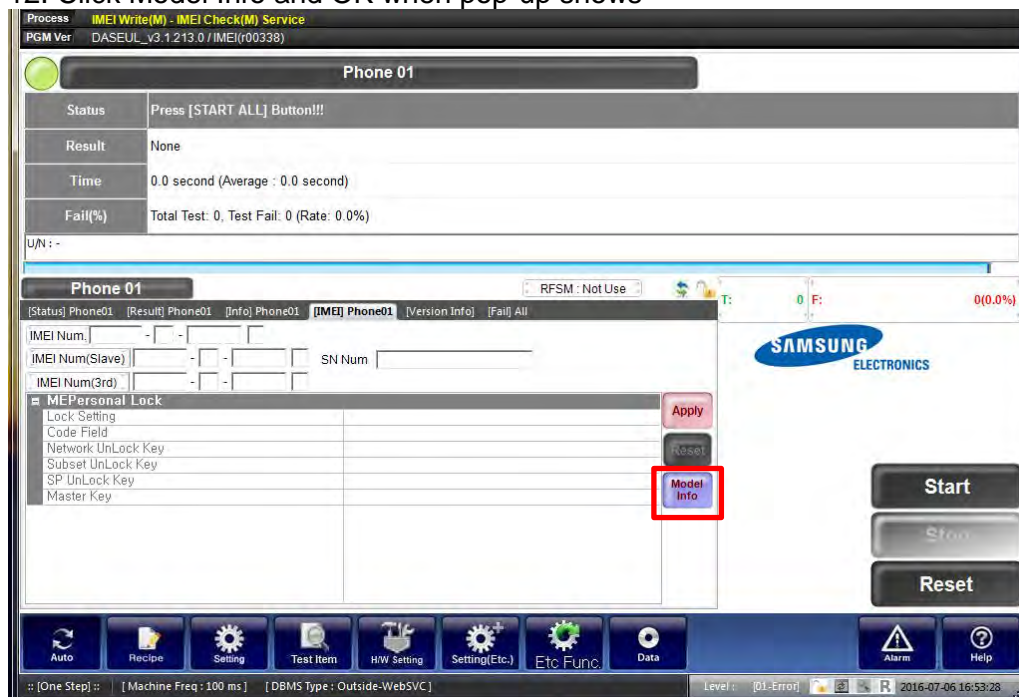 12. Click Model Info and OK when pop-up shows
Process IMEI Write(M) - IMEI Check(M) Service
PGM Ver DASEUL_v3.1.213.0 / IMEI(r00338)
Phone 01
Status Press [START ALL] Button!!!
Result None
Time 0.0 second (Average : 0.0 second)
Fail(%) Total Test: 0, Test Fail: 0 (Rate: 0.0%)
U/N : -
Phone 01 RFSM : Not Use
T: 0 F: 0(0.0%)
[Status] Phone01 [Result] Phone01 [Info] Phone01 [IMEI] Phone01 [Version Info] [Fail] All
IMEI Num. - -
IMEI Num(Slave) - - SN Num
IMEI Num(3rd) - -
SAMSUNG
ELECTRONICS
MEPersonal Lock
Lock Setting
Code Field
Network UnLock Key
Subset UnLock Key
SP UnLock Key
Master Key
Apply
Reset
Model
Info
Start
Stop
Reset
Auto Recipe Setting Test Item H/W Setting Setting(Etc.) Etc Func. Data Alarm Help
:: [One Step] :: [ Machine Freq : 100 ms ] [ DBMS Type : Outside-WebSVC ] Level : [01-Error] R 2016-07-06 16:53:28